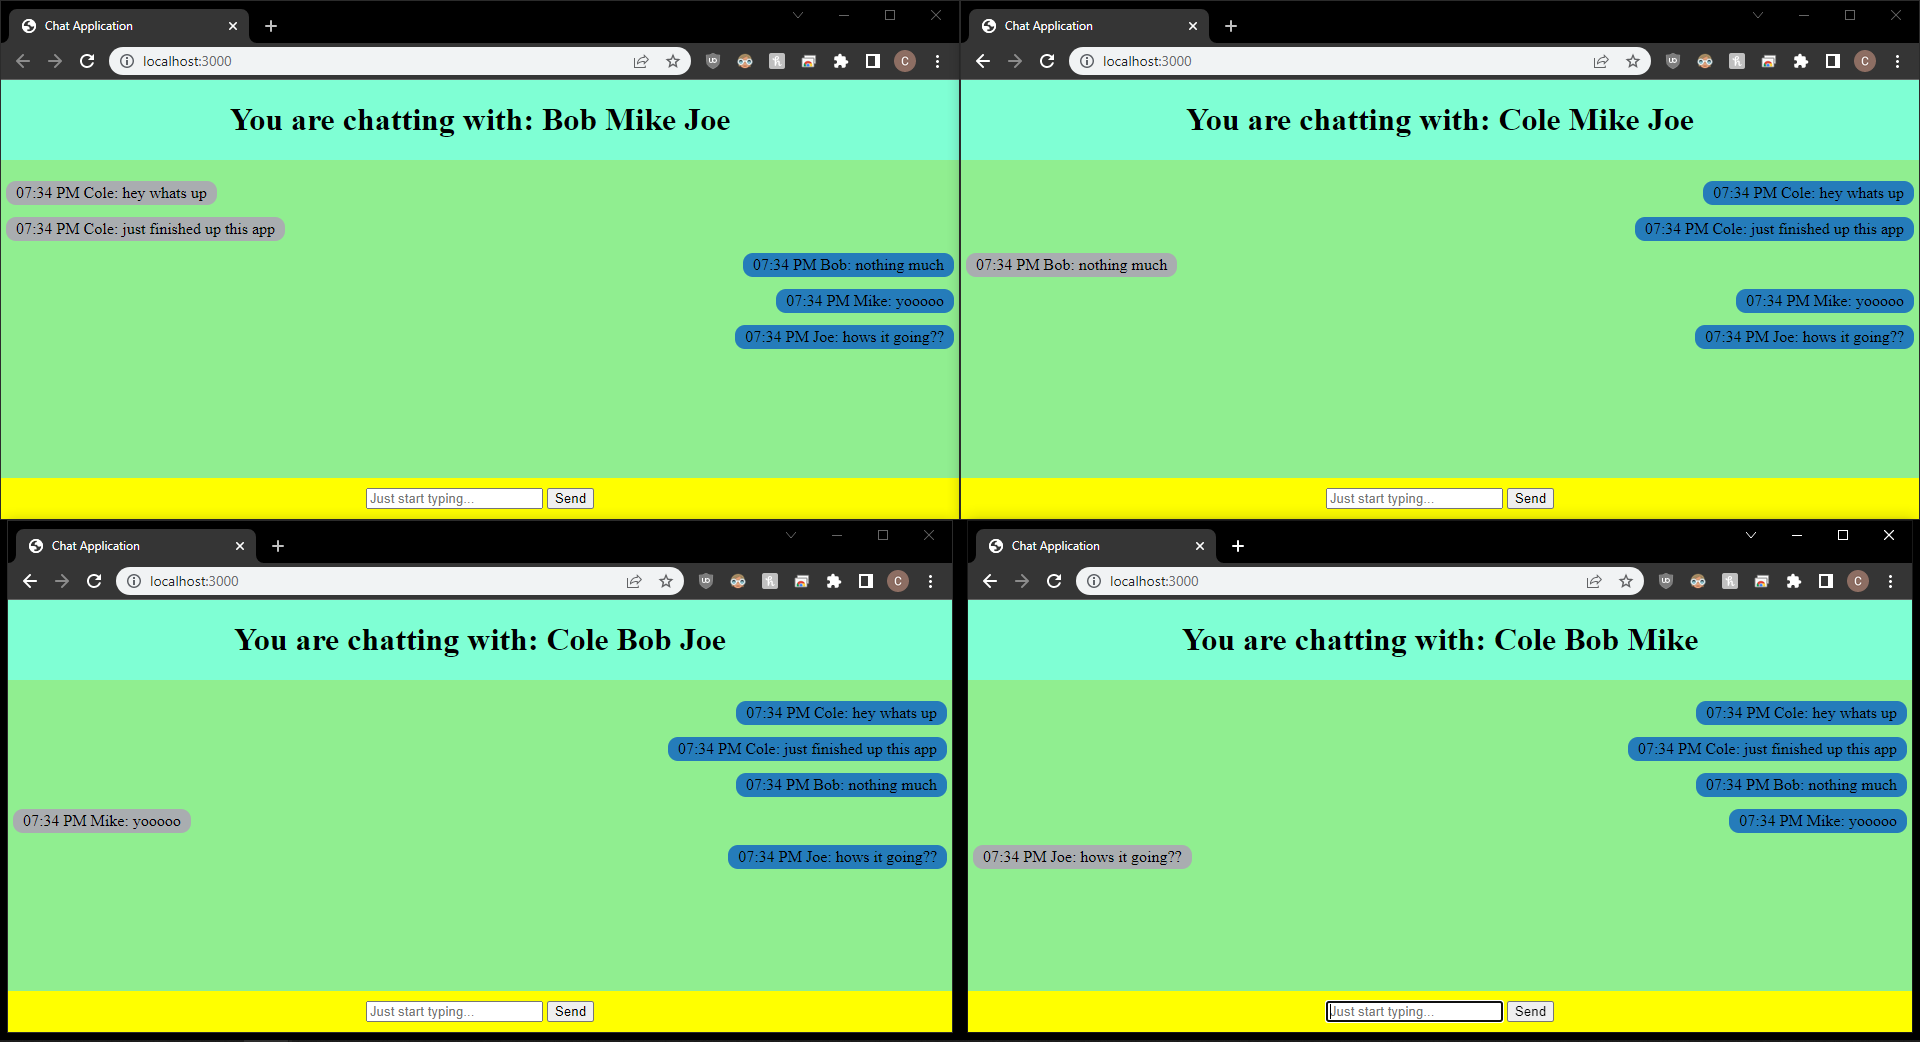 Chat Application
localhost:3000
C
You are chatting with: Bob Mike Joe
07:34 PM Cole: hey whats up
07:34 PM Cole: just finished up this app
07:34 PM Bob: nothing much
07:34 PM Mike: yooooo
07:34 PM Joe: hows it going??
Just start typing...
Send
Chat Application
localhost:3000
C
You are chatting with: Cole Mike Joe
07:34 PM Cole: hey whats up
07:34 PM Cole: just finished up this app
07:34 PM Bob: nothing much
07:34 PM Mike: yooooo
07:34 PM Joe: hows it going??
Just start typing...
Send
Chat Application
localhost:3000
C
You are chatting with: Cole Bob Joe
07:34 PM Cole: hey whats up
07:34 PM Cole: just finished up this app
07:34 PM Bob: nothing much
07:34 PM Mike: yooooo
07:34 PM Joe: hows it going??
Just start typing...
Send
Chat Application
localhost:3000
C
You are chatting with: Cole Bob Mike
07:34 PM Cole: hey whats up
07:34 PM Cole: just finished up this app
07:34 PM Bob: nothing much
07:34 PM Mike: yooooo
07:34 PM Joe: hows it going??
Just start typing...
Send